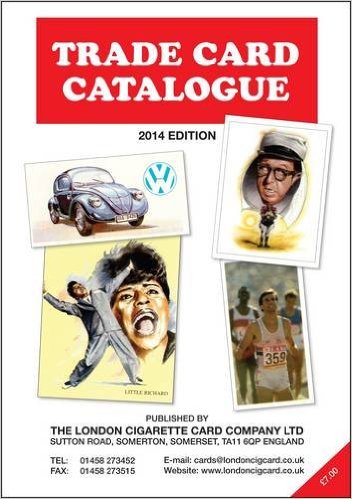 TRADE CARD
CATALOGUE
2014 EDITION
VW
LITTLE RICHARD
359
PUBLISHED BY
THE LONDON CIGARETTE CARD COMPANY LTD
SUTTON ROAD, SOMERTON, SOMERSET, TA11 6QP ENGLAND
TEL: 01458 273452 E-mail: cards@londoncigcard.co.uk
FAX: 01458 273515 Website: www.londoncigcard.co.uk
£7.00